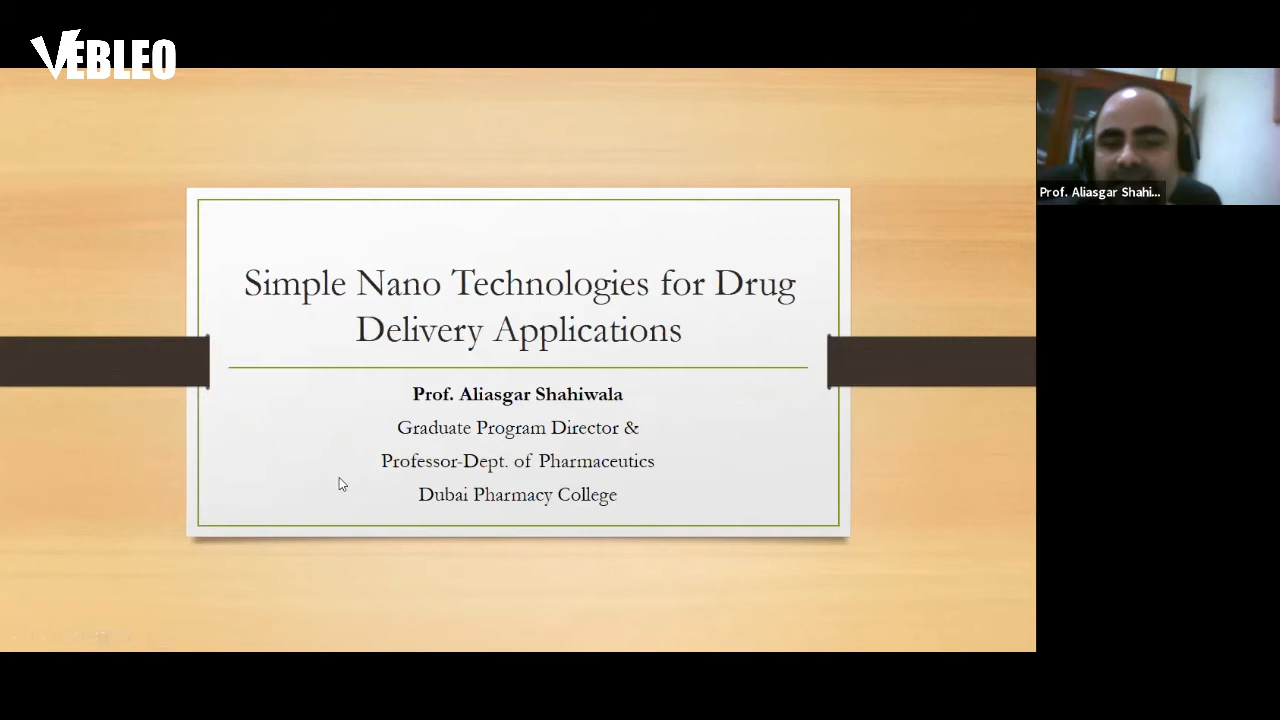 VEBLEO
Simple Nano Technologies for Drug
Delivery Applications
Prof. Aliasgar Shahiwala
Graduate Program Director &
Professor-Dept. of Pharmaceutics
Dubai Pharmacy College
Prof. Aliasgar Shahi...